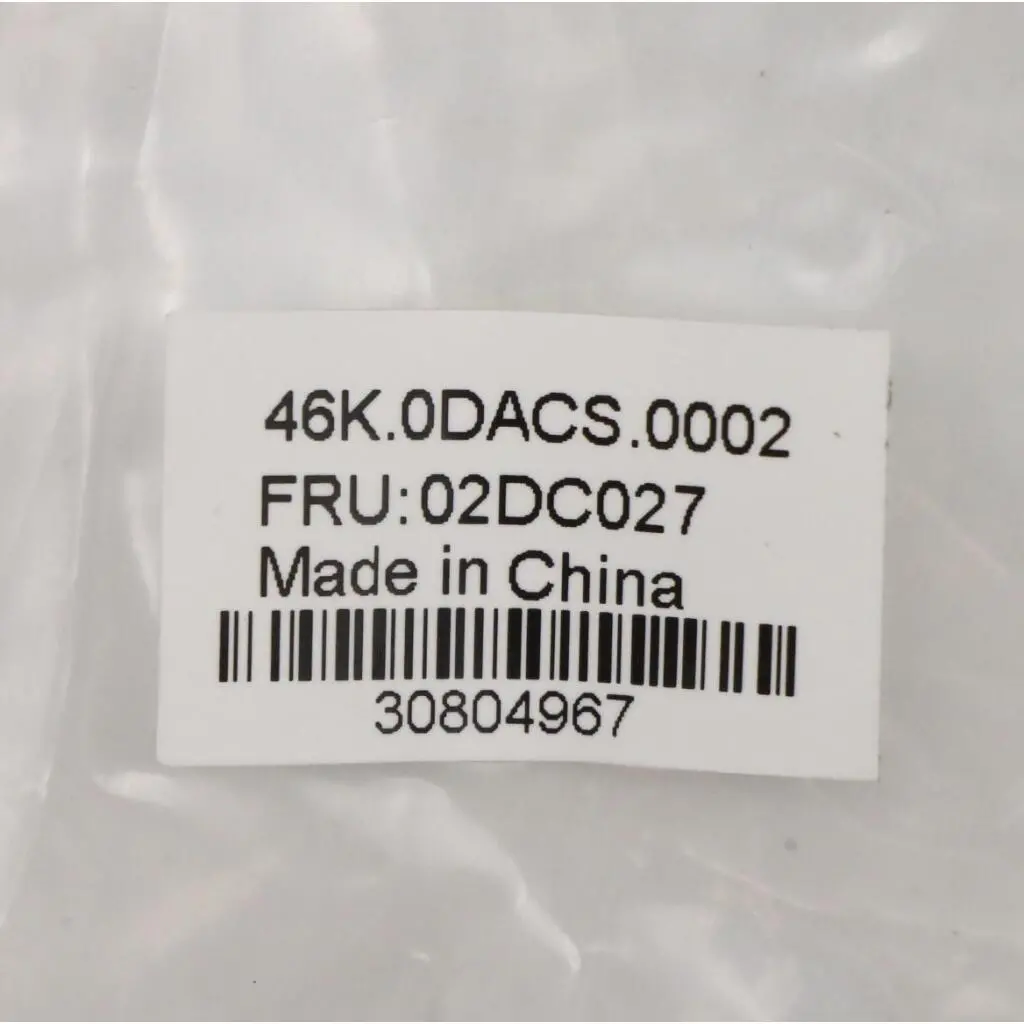 46K.0DACS.0002
FRU:02DC027
Made in China
30804967